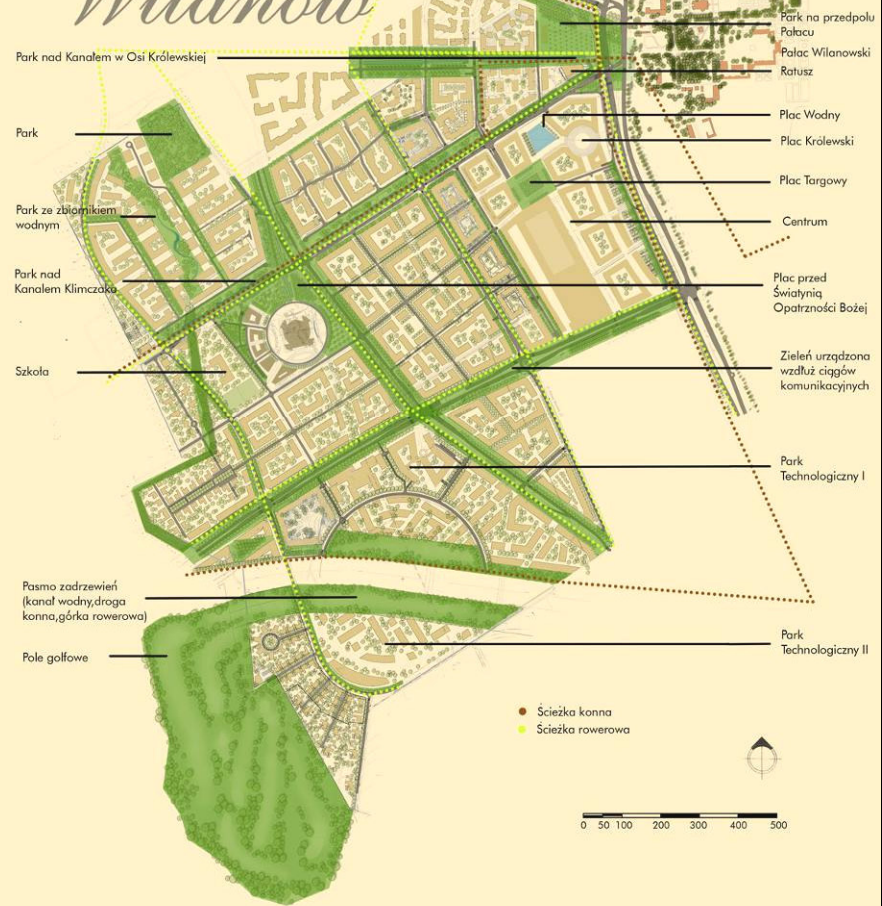 Wilanów
Park na przedpolu
Pałacu
Park nad Kanałem w Osi Królewskiej
Pałac Wilanowski
Ratusz
Plac Wodny
Park
Plac Królewski
Plac Targowy
Park ze zbiornikiem
wodnym
Centrum
Park nad
Kanałem Klimczaka
Plac przed
Świątynią
Opatrzności Bożej
Szkoła
Zieleń urządzona
wzdłuż ciągów
komunikacyjnych
Park
Technologiczny I
Pasmo zadrzewień
(kanał wodny,droga
konna,górka rowerowa)
Park
Technologiczny II
Pole golfowe
Ścieżka konna
Ścieżka rowerowa
0 50 100 200 300 400 500